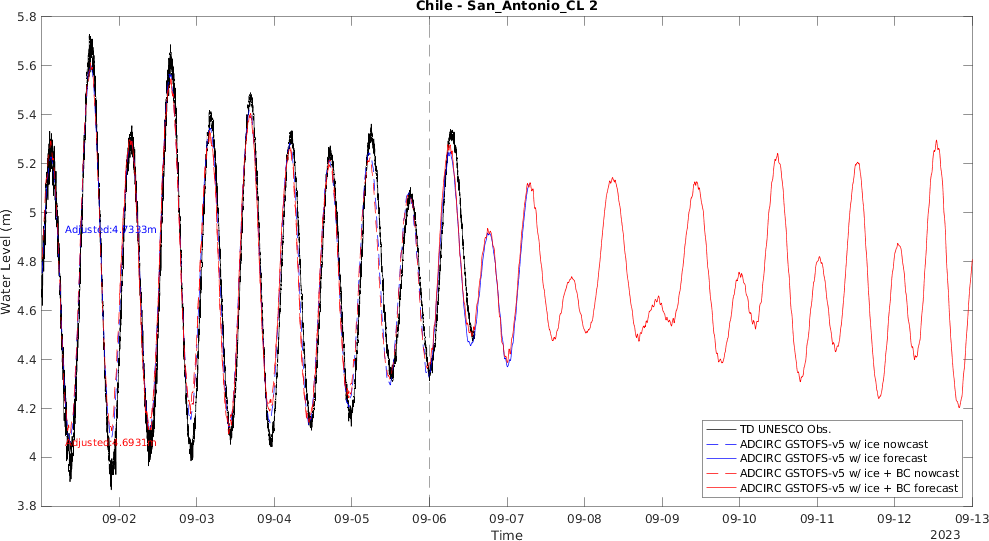 Chile - San_Antonio_CL 2
5.8
5.6
5.4
5.2
5
4.8
4.6
4.4
4.2
4
3.8
Water Level (m)
Adjusted:4.7333m
Adjusted:4.6931m
TD UNESCO Obs.
ADCIRC GSTOFS-v5 w/ ice nowcast
ADCIRC GSTOFS-v5 w/ ice forecast
ADCIRC GSTOFS-v5 w/ ice + BC nowcast
ADCIRC GSTOFS-v5 w/ ice + BC forecast
09-02 09-03 09-04 09-05 09-06 09-07 09-08 09-09 09-10 09-11 09-12 09-13
Time
2023